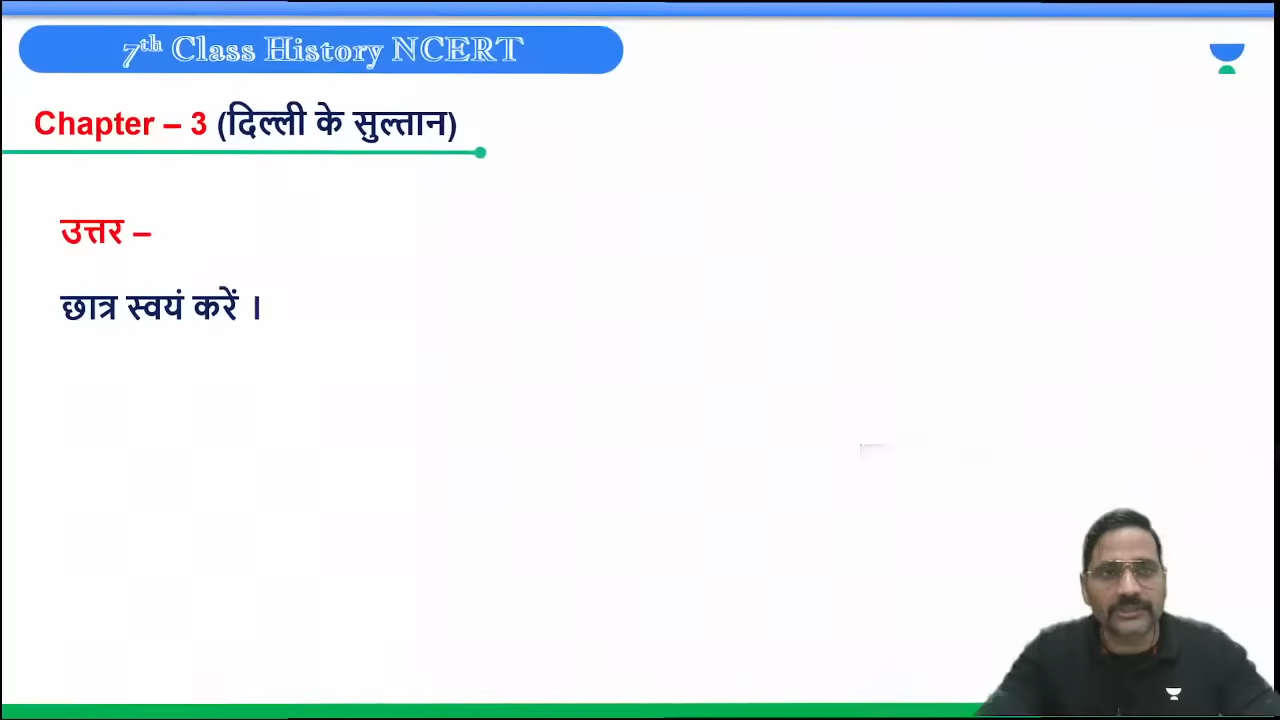 7th Class History NCERT
Chapter – 3 (दिल्ली के सुल्तान)
उत्तर –
छात्र स्वयं करें ।